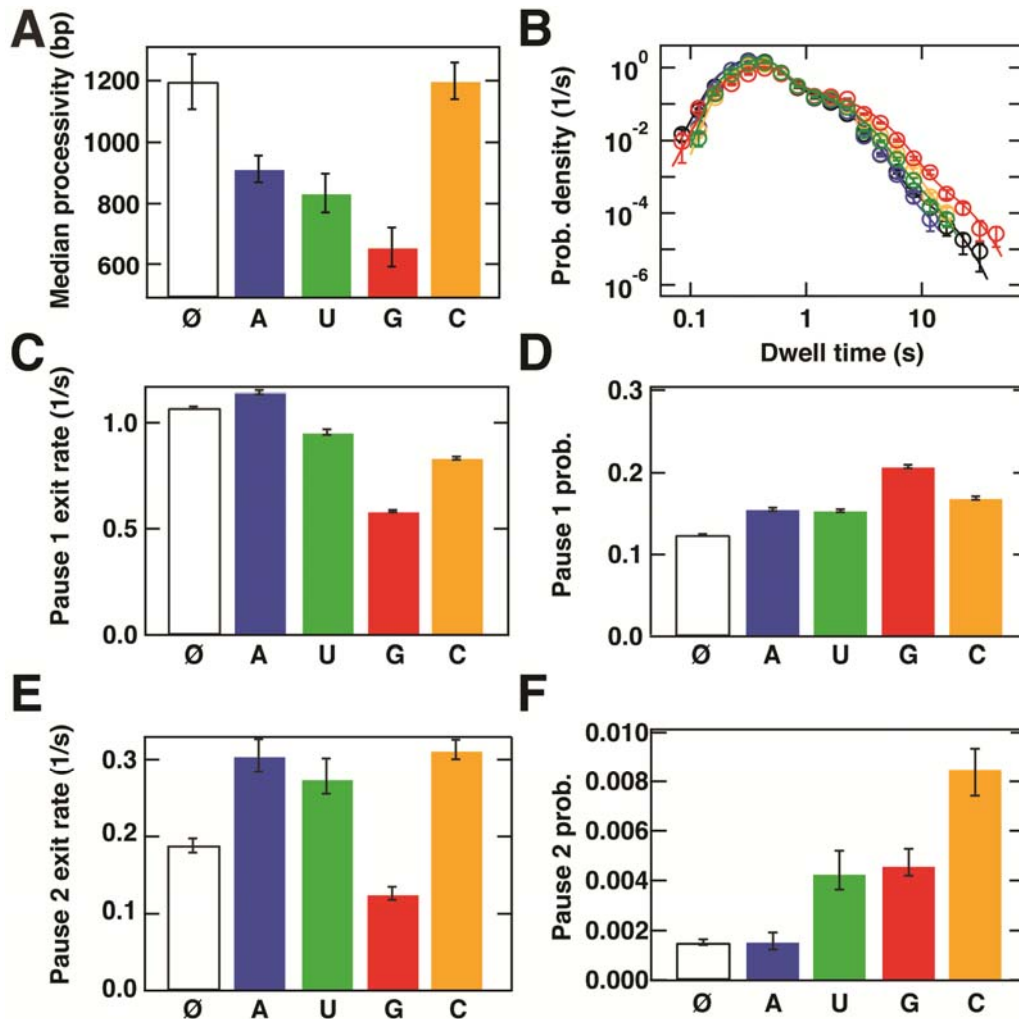 A
Median processivity (bp)
1200
1000
800
600
Ø A U G C
B
Prob. density (1/s)
10^0
10^-2
10^-4
10^-6
0.1 1 10
Dwell time (s)
C
Pause 1 exit rate (1/s)
1.0
0.5
0.0
Ø A U G C
D
Pause 1 prob.
0.3
0.2
0.1
0.0
Ø A U G C
E
Pause 2 exit rate (1/s)
0.3
0.2
0.1
0.0
Ø A U G C
F
Pause 2 prob.
0.010
0.008
0.006
0.004
0.002
0.000
Ø A U G C